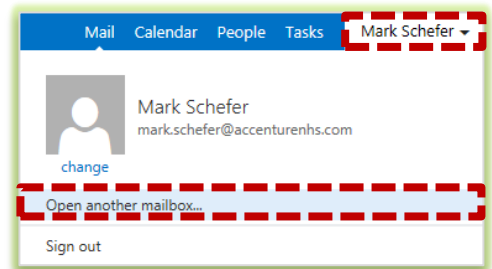 Mail Calendar People Tasks Mark Schefer
Mark Schefer
mark.schefer@accenturenhs.com
change
Open another mailbox...
Sign out